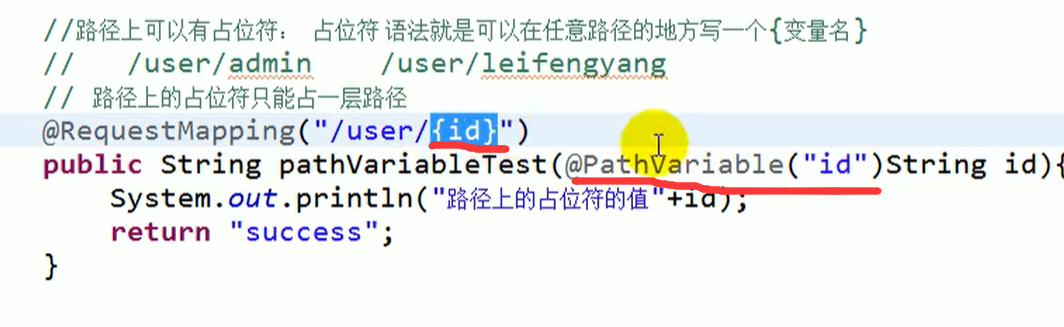 //路径上可以有占位符： 占位符 语法就是可以在任意路径的地方写一个{变量名}
// /user/admin /user/leifengyang
// 路径上的占位符只能占一层路径
@RequestMapping("/user/{id}")
public String pathVariableTest(@PathVariable("id")String id){
System.out.println("路径上的占位符的值"+id);
return "success";
}